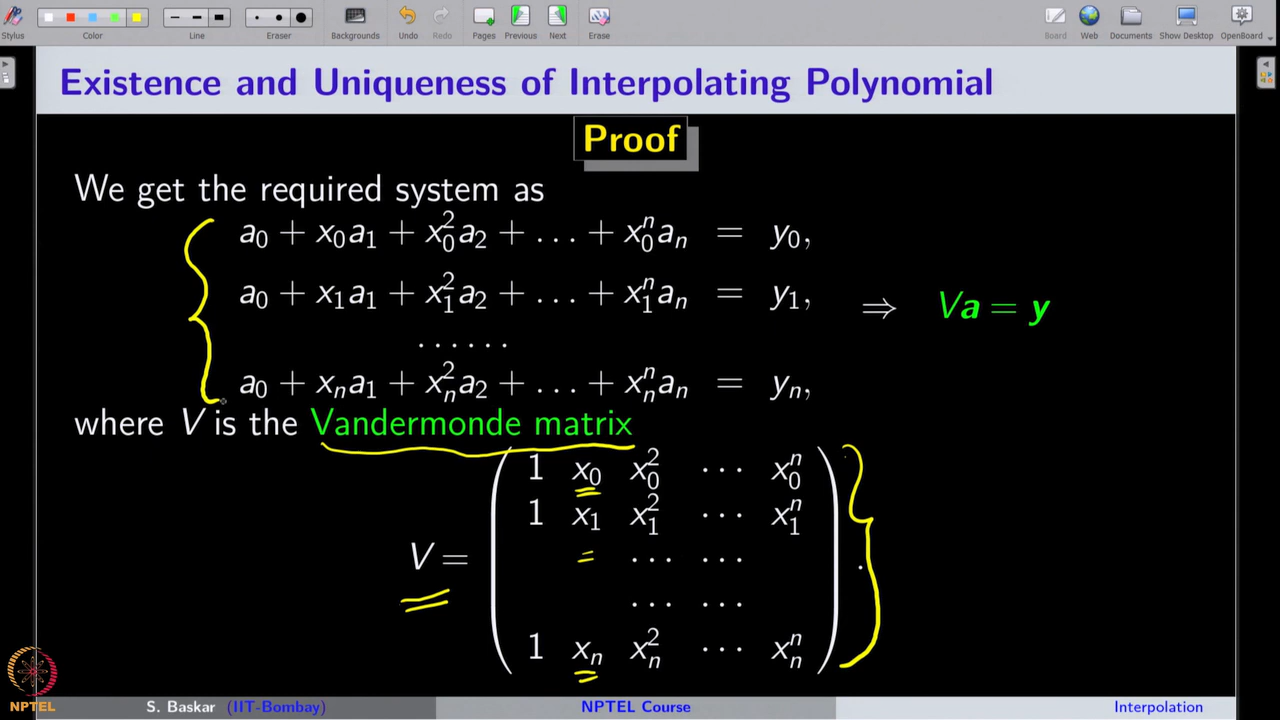 Stylus Color Line Eraser Backgrounds Undo Redo Pages Previous Next Erase Board Web Documents Show Desktop OpenBoard
Existence and Uniqueness of Interpolating Polynomial
Proof
We get the required system as
a₀ + x₀a₁ + x₀²a₂ + … + x₀ⁿaₙ = y₀,
a₀ + x₁a₁ + x₁²a₂ + … + x₁ⁿaₙ = y₁, ⇒ Va = y
……
a₀ + xₙa₁ + xₙ²a₂ + … + xₙⁿaₙ = yₙ,
where V is the Vandermonde matrix
1 x₀ x₀² ⋯ x₀ⁿ
1 x₁ x₁² ⋯ x₁ⁿ
V = ⋯ ⋯ .
⋯ ⋯
1 xₙ xₙ² ⋯ xₙⁿ
NPTEL S. Baskar (IIT-Bombay) NPTEL Course Interpolation